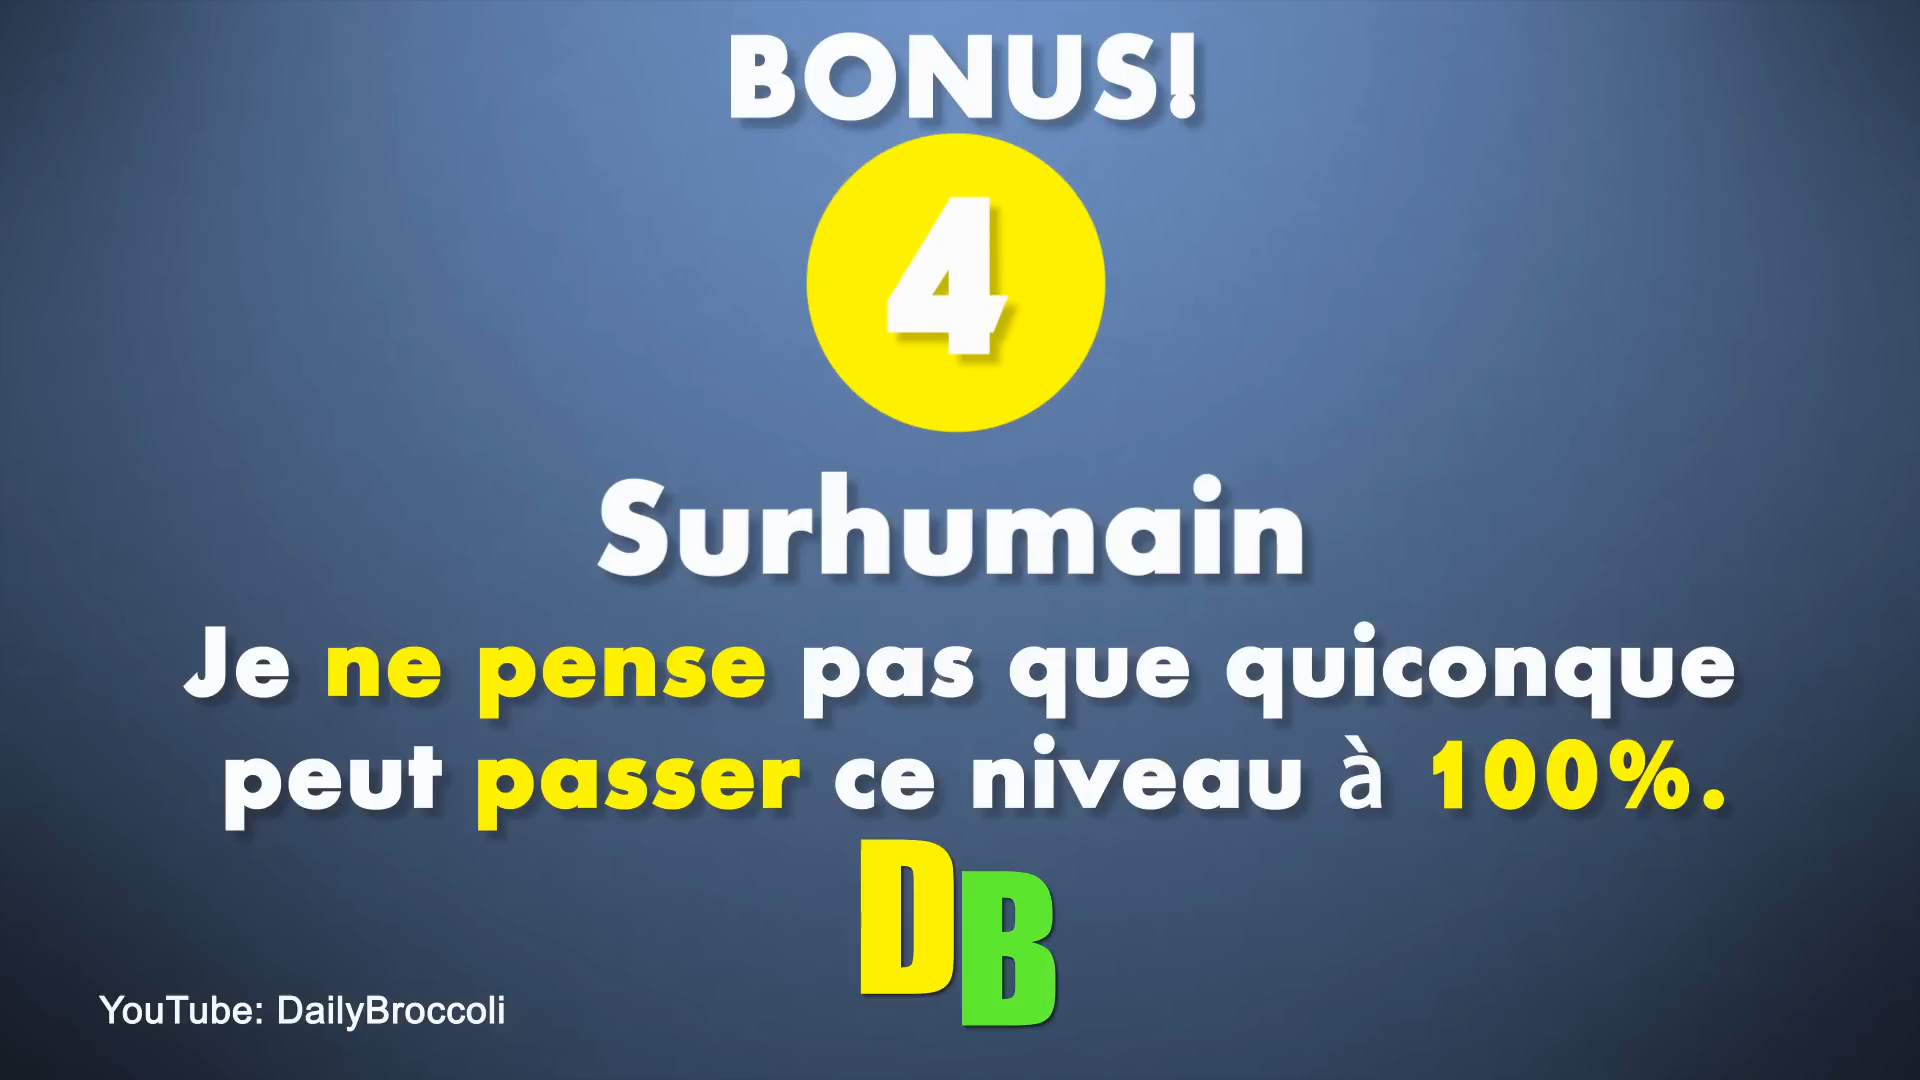 BONUS!
4
Surhumain
Je ne pense pas que quiconque
peut passer ce niveau à 100%.
DB
YouTube: DailyBroccoli